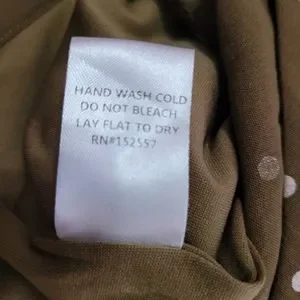 HAND WASH COLD
DO NOT BLEACH
LAY FLAT TO DRY
RN#152557